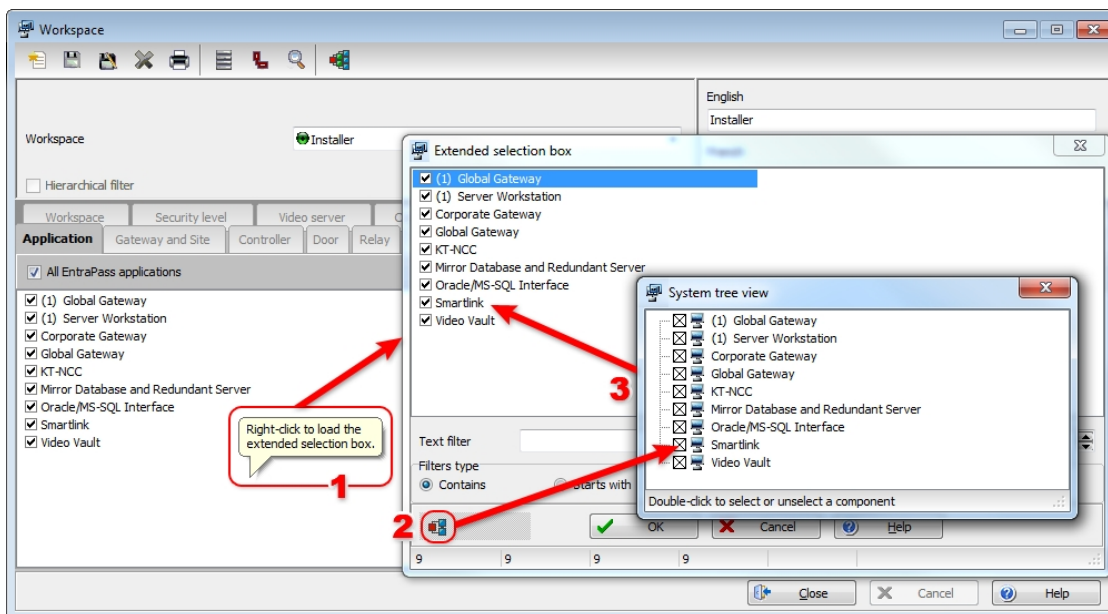 Workspace
English
Installer
Workspace
Installer
Hierarchical filter
Workspace
Security level
Video server
Application
Gateway and Site
Controller
Door
Relay
All EntraPass applications
(1) Global Gateway
(1) Server Workstation
Corporate Gateway
Global Gateway
KT-NCC
Mirror Database and Redundant Server
Oracle/MS-SQL Interface
Smartlink
Video Vault
Right-click to load the
extended selection box.
1
Extended selection box
(1) Global Gateway
(1) Server Workstation
Corporate Gateway
Global Gateway
KT-NCC
Mirror Database and Redundant Server
Oracle/MS-SQL Interface
Smartlink
Video Vault
3
Text filter
Filters type
Contains
Starts with
2
OK
Cancel
Help
9
9
9
9
System tree view
(1) Global Gateway
(1) Server Workstation
Corporate Gateway
Global Gateway
KT-NCC
Mirror Database and Redundant Server
Oracle/MS-SQL Interface
Smartlink
Video Vault
Double-click to select or unselect a component
Close
Cancel
Help